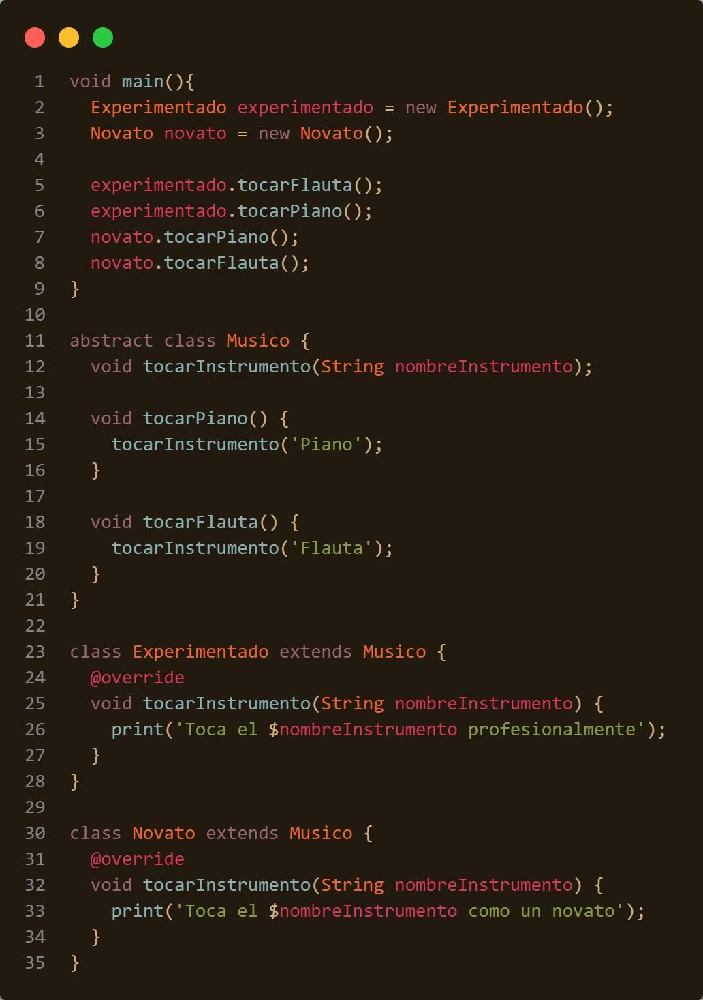 1 void main(){
2   Experimentado experimentado = new Experimentado();
3   Novato novato = new Novato();
4
5   experimentado.tocarFlauta();
6   experimentado.tocarPiano();
7   novato.tocarPiano();
8   novato.tocarFlauta();
9 }
10
11 abstract class Musico {
12   void tocarInstrumento(String nombreInstrumento);
13
14   void tocarPiano() {
15     tocarInstrumento('Piano');
16   }
17
18   void tocarFlauta() {
19     tocarInstrumento('Flauta');
20   }
21 }
22
23 class Experimentado extends Musico {
24   @override
25   void tocarInstrumento(String nombreInstrumento) {
26     print('Toca el $nombreInstrumento profesionalmente');
27   }
28 }
29
30 class Novato extends Musico {
31   @override
32   void tocarInstrumento(String nombreInstrumento) {
33     print('Toca el $nombreInstrumento como un novato');
34   }
35 }